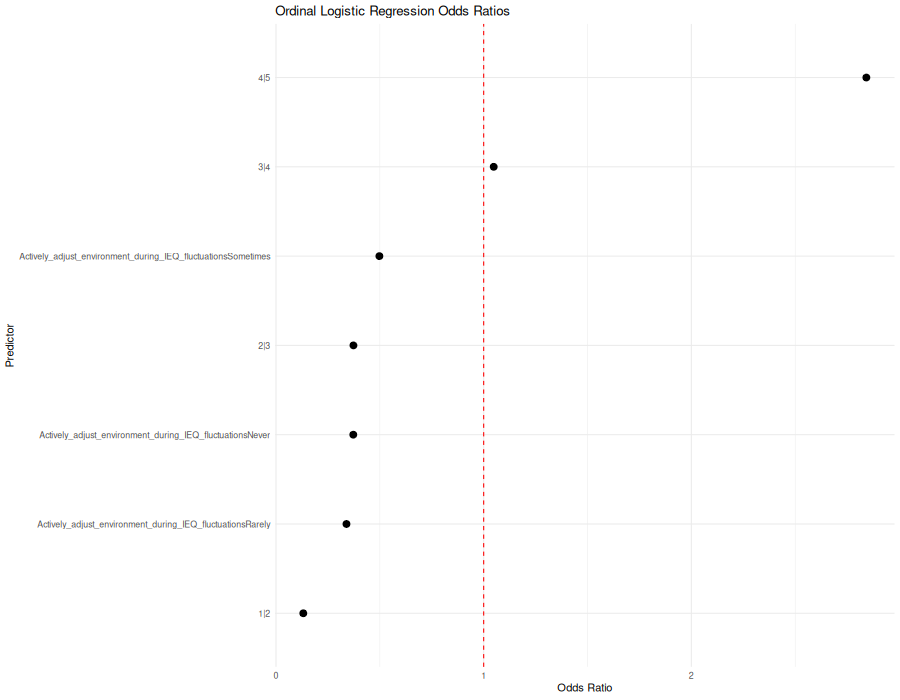 Ordinal Logistic Regression Odds Ratios
Predictor
4|5
3|4
Actively_adjust_environment_during_IEQ_fluctuationsSometimes
2|3
Actively_adjust_environment_during_IEQ_fluctuationsNever
Actively_adjust_environment_during_IEQ_fluctuationsRarely
1|2
0 1 2
Odds Ratio